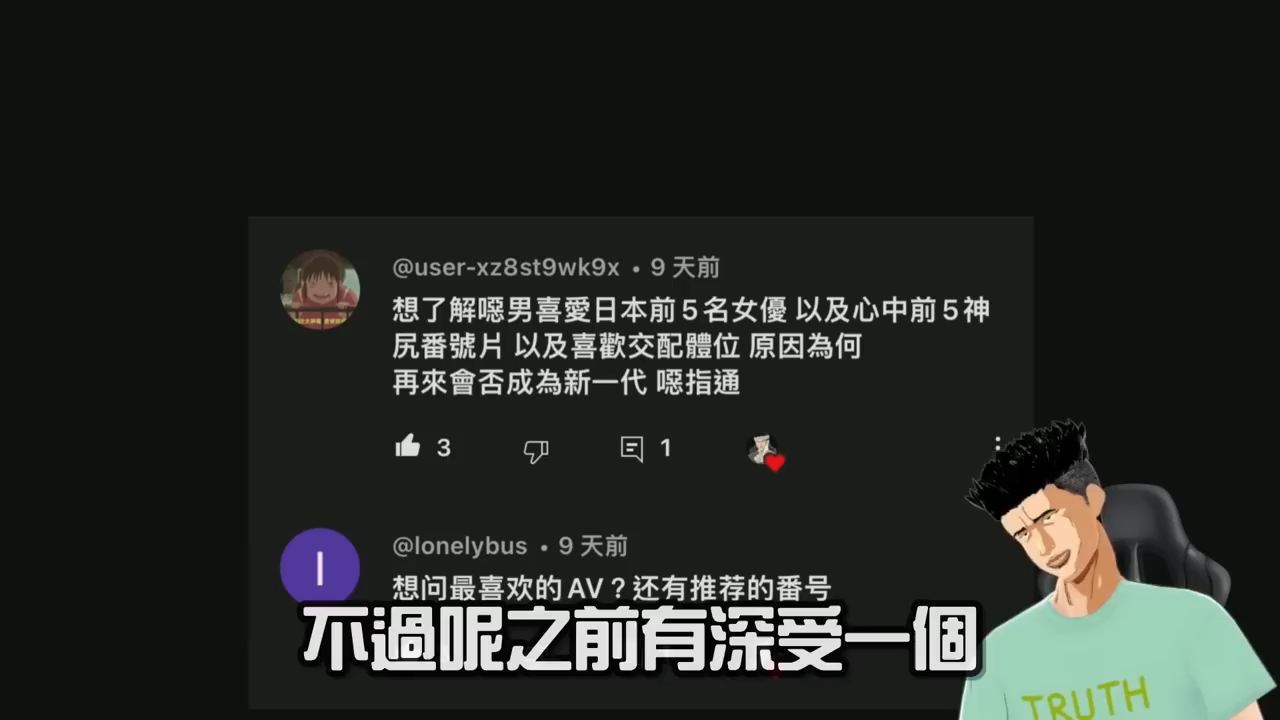 @user-xz8st9wk9x • 9 天前
想了解噁男喜愛日本前5名女優 以及心中前5神
尻番號片 以及喜歡交配體位 原因為何
再來會否成為新一代 噁指通
3
1
I
@lonelybus • 9 天前
想问最喜欢的AV？还有推荐的番号
不過呢之前有深受一個
TRUTH